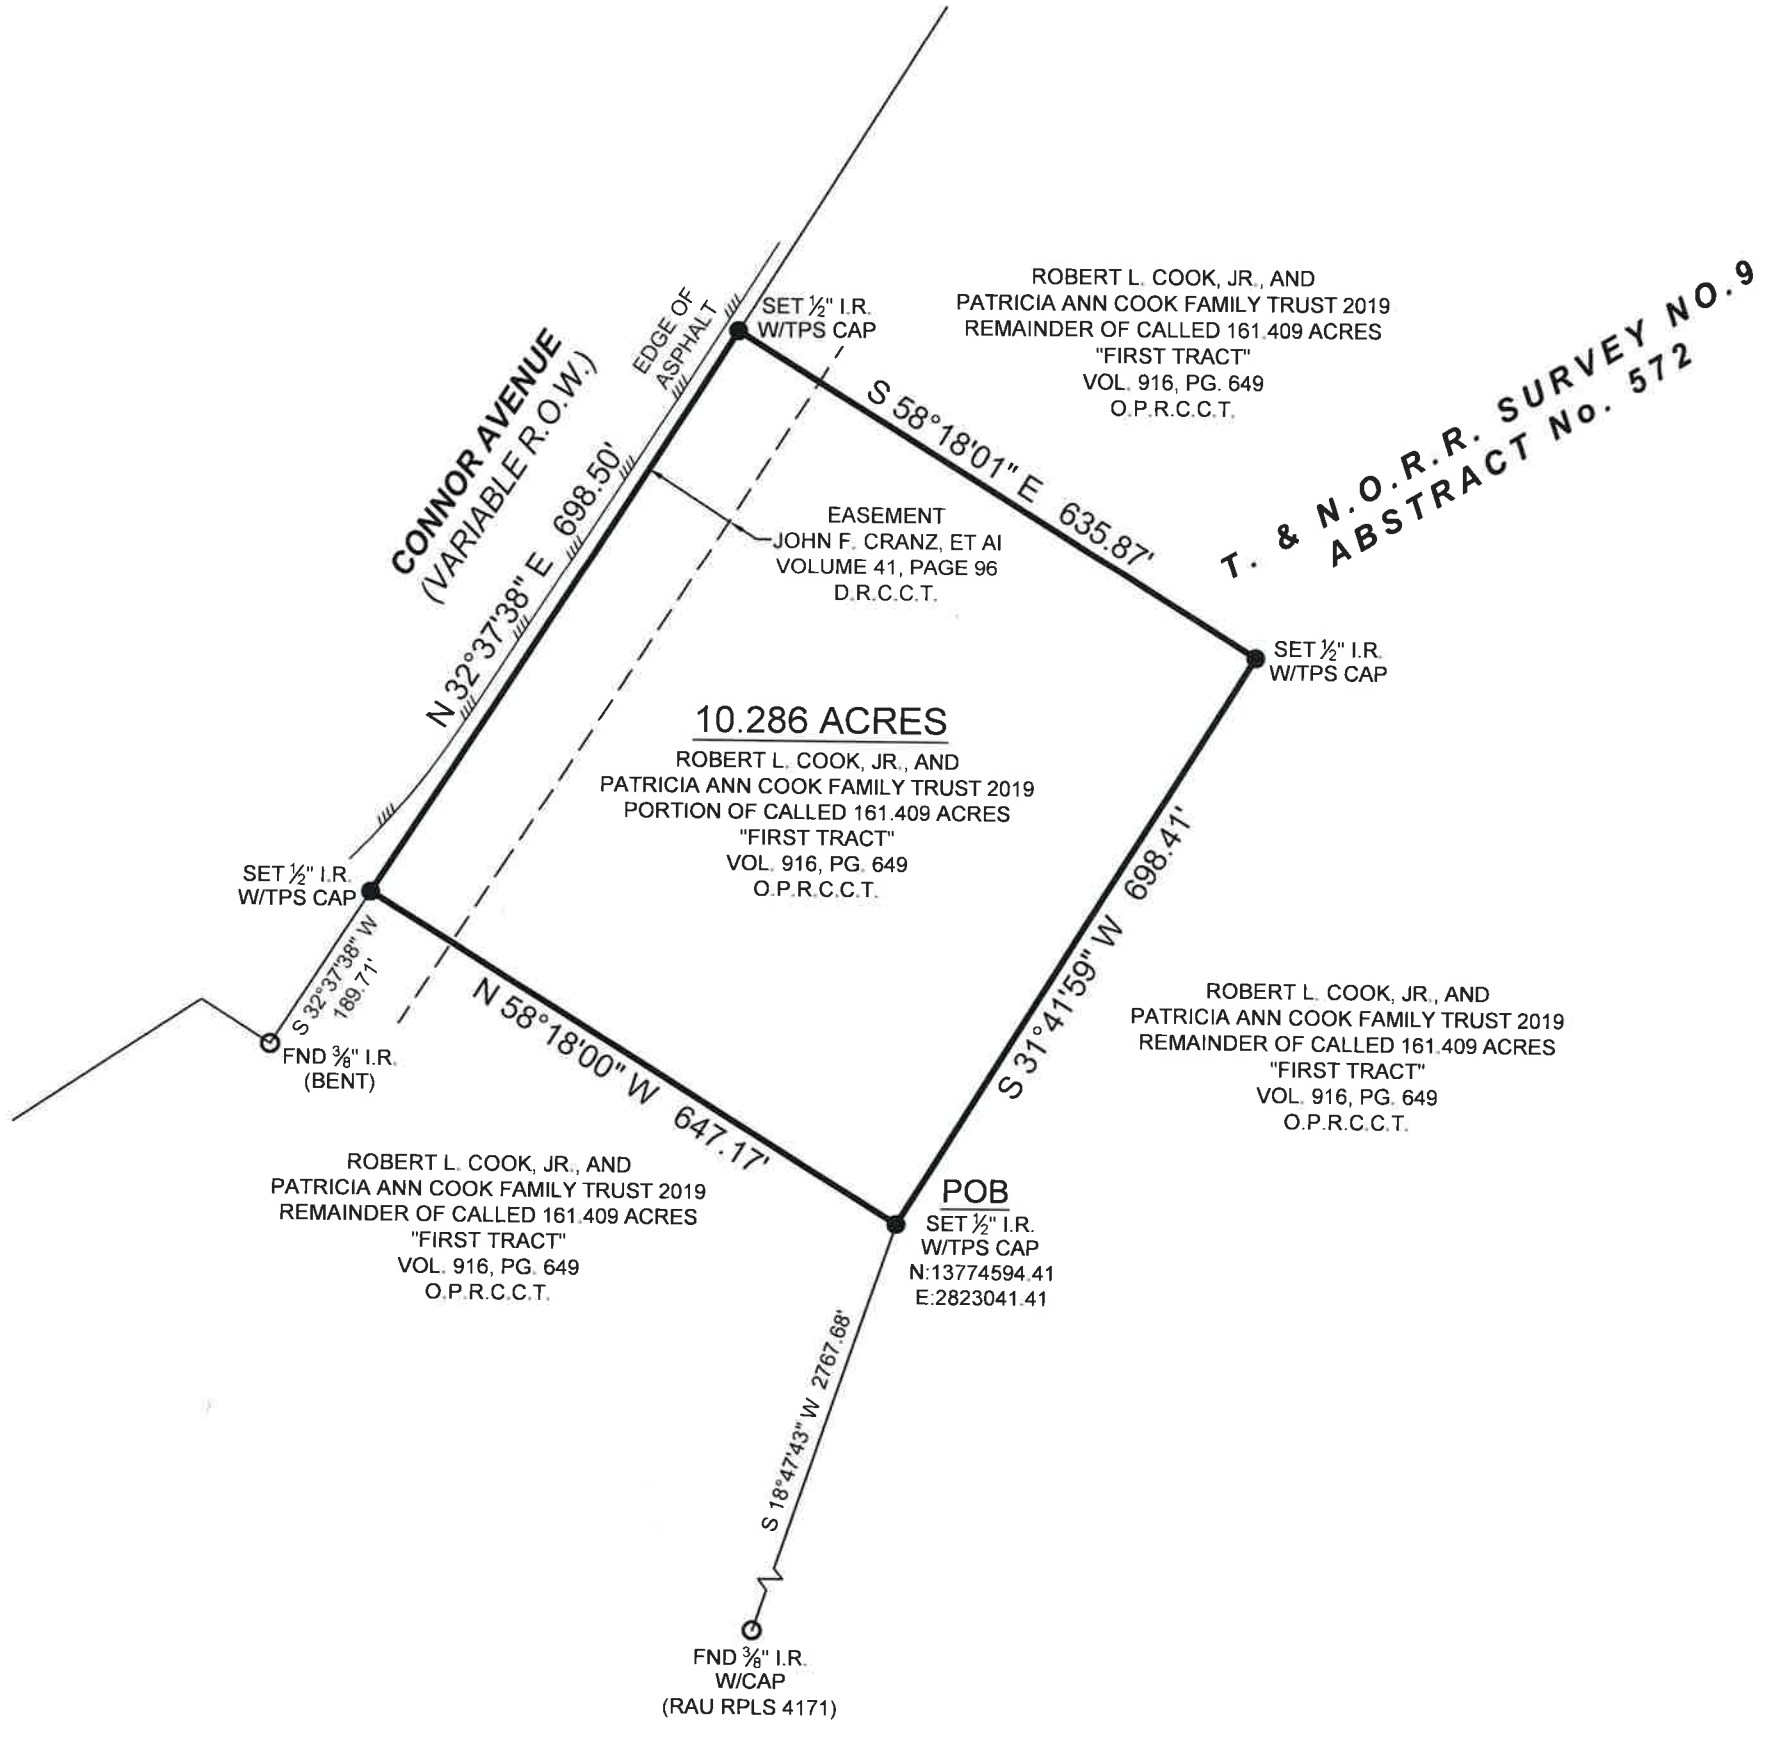 ROBERT L. COOK, JR., AND
PATRICIA ANN COOK FAMILY TRUST 2019
REMAINDER OF CALLED 161.409 ACRES
"FIRST TRACT"
VOL. 916, PG. 649
O.P.R.C.C.T.
T. & N.O.R.R. SURVEY NO.9
ABSTRACT No. 572
EDGE OF
ASPHALT
SET ½" I.R.
W/TPS CAP
CONNOR AVENUE
(VARIABLE R.O.W.)
N 32°37'38" E 698.50'
S 58°18'01" E 635.87'
EASEMENT
JOHN F. CRANZ, ET Al
VOLUME 41, PAGE 96
D.R.C.C.T.
SET ½" I.R.
W/TPS CAP
10.286 ACRES
ROBERT L. COOK, JR., AND
PATRICIA ANN COOK FAMILY TRUST 2019
PORTION OF CALLED 161.409 ACRES
"FIRST TRACT"
VOL. 916, PG. 649
O.P.R.C.C.T.
S 31°41'59" W 698.41'
SET ½" I.R.
W/TPS CAP
S 32°37'38" W
189.71'
FND ⅜" I.R.
(BENT)
N 58°18'00" W 647.17'
ROBERT L. COOK, JR., AND
PATRICIA ANN COOK FAMILY TRUST 2019
REMAINDER OF CALLED 161.409 ACRES
"FIRST TRACT"
VOL. 916, PG. 649
O.P.R.C.C.T.
ROBERT L. COOK, JR., AND
PATRICIA ANN COOK FAMILY TRUST 2019
REMAINDER OF CALLED 161.409 ACRES
"FIRST TRACT"
VOL. 916, PG. 649
O.P.R.C.C.T.
POB
SET ½" I.R.
W/TPS CAP
N:13774594.41
E:2823041.41
S 18°47'43" W 2767.68'
FND ⅜" I.R.
W/CAP
(RAU RPLS 4171)